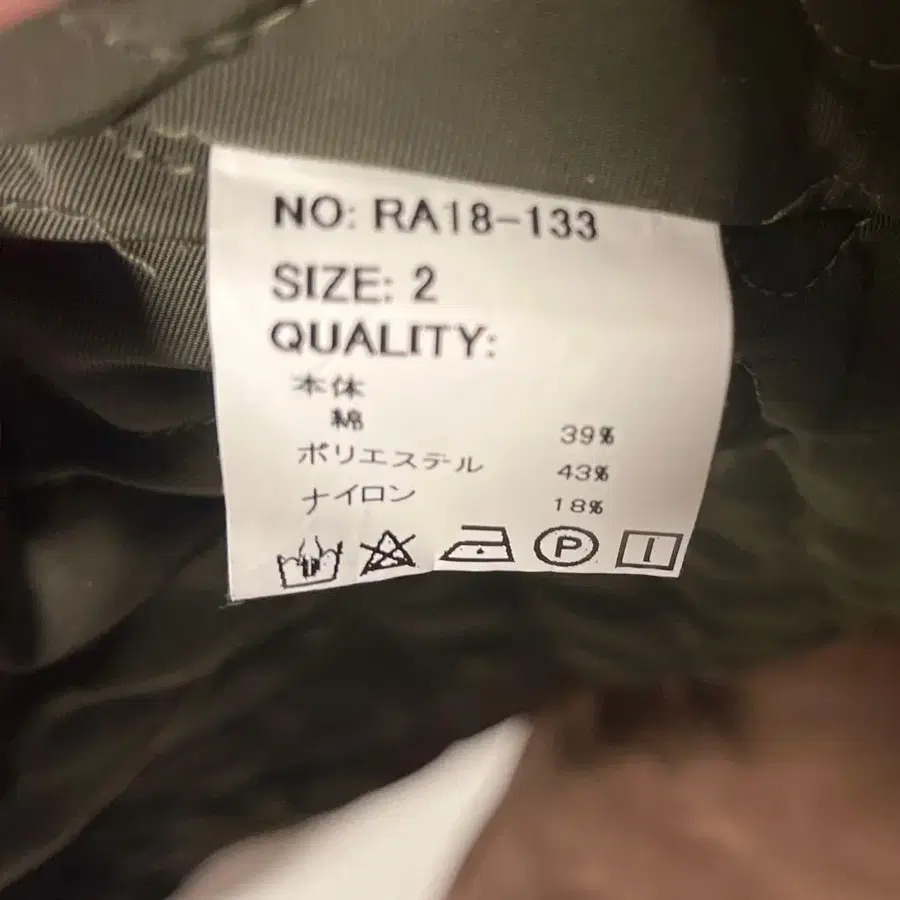 NO: RA18-133
SIZE: 2
QUALITY:
本体
綿 39%
ポリエステル 43%
ナイロン 18%
P